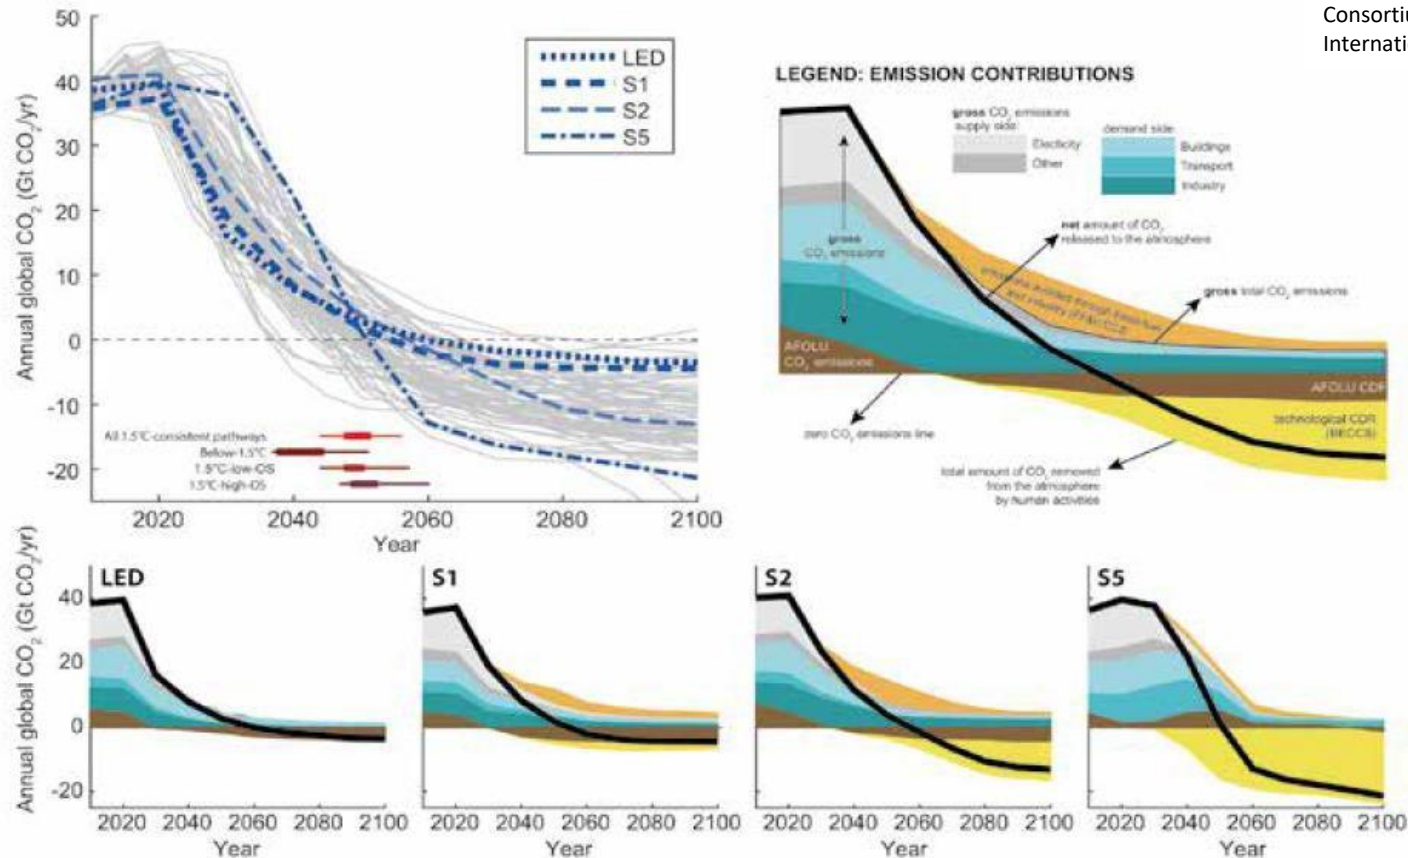 Consortiu
Internati
50
40
30
20
10
0
-10
-20
Annual global CO₂ (Gt CO₂/yr)
LED
S1
S2
S5
All 1.5°C-consistent pathways
Below-1.5°C
1.5°C-low-OS
1.5°C-high-OS
2020 2040 2060 2080 2100
Year
LEGEND: EMISSION CONTRIBUTIONS
gross CO₂ emissions
supply side:
Electicity
Other
demand side
Buildings
Transport
Industry
gross
CO₂ emissions
net amount of CO₂
released to the atmosphere
gross total CO₂ emissions
AFOLU
CO₂ emissions
AFOLU CDR
technological CDR
(BECCS)
zero CO₂ emissions line
total amount of CO₂ removed
from the atmosphere
by human activities
Annual global CO₂ (Gt CO₂/yr)
40
20
0
-20
LED
2020 2040 2060 2080 2100
Year
S1
2020 2040 2060 2080 2100
Year
S2
2020 2040 2060 2080 2100
Year
S5
2020 2040 2060 2080 2100
Year